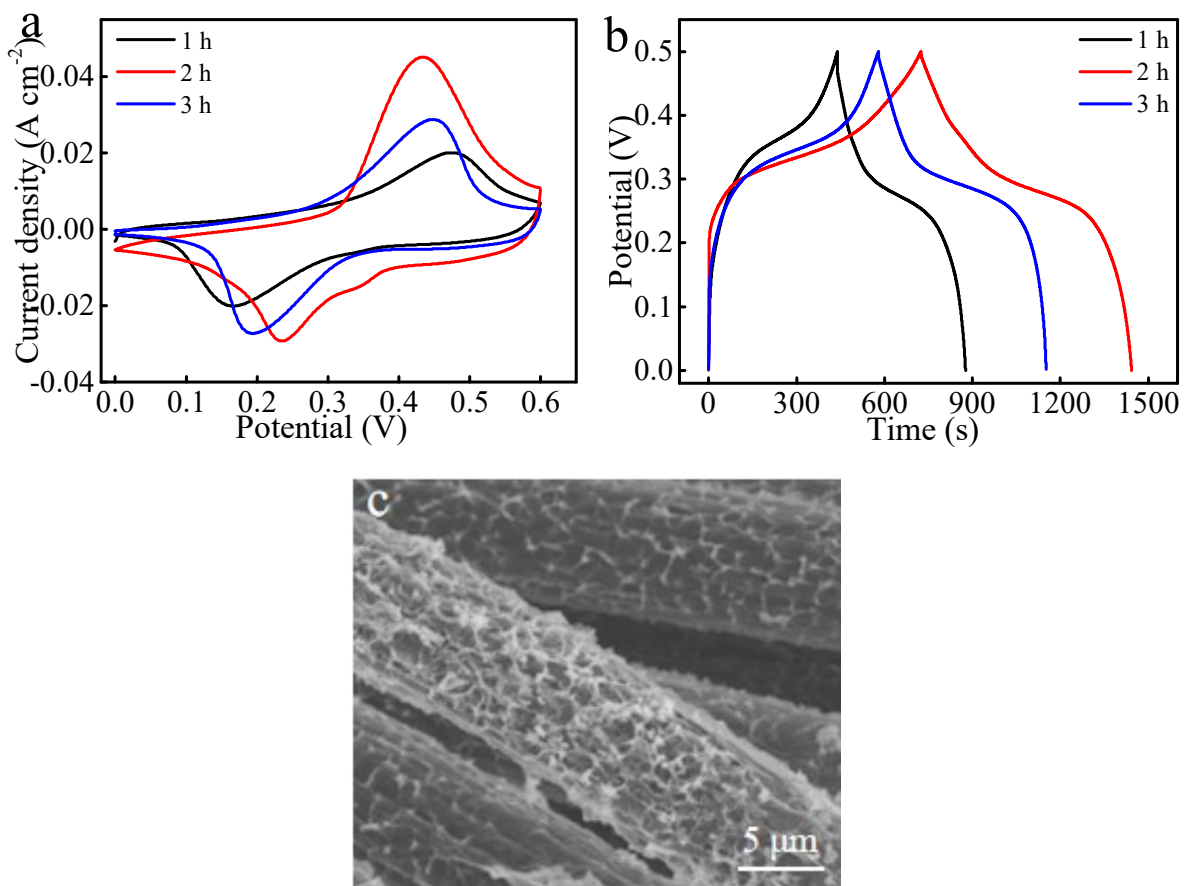 a
1 h
2 h
3 h
Current density (A cm-2)
0.04
0.02
0.00
-0.02
-0.04
0.0 0.1 0.2 0.3 0.4 0.5 0.6
Potential (V)
b
1 h
2 h
3 h
Potential (V)
0.5
0.4
0.3
0.2
0.1
0.0
0 300 600 900 1200 1500
Time (s)
c
5 μm